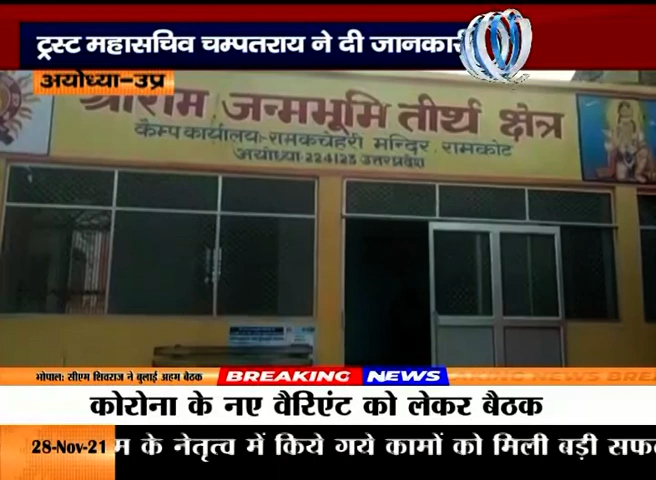 ट्रस्ट महासचिव चम्पतराय ने दी जानकारी
अयोध्या-उप्र
श्रीराम जन्मभूमि तीर्थ क्षेत्र
कैम्प कार्यालय:-रामकचेहरी मन्दिर, रामकोट
अयोध्या-224123 उत्तरप्रदेश
भोपाल: सीएम शिवराज ने बुलाई अहम बैठक
BREAKING NEWS
कोरोना के नए वैरिएंट को लेकर बैठक
28-Nov-21
म के नेतृत्व में किये गये कामों को मिली बड़ी सफ